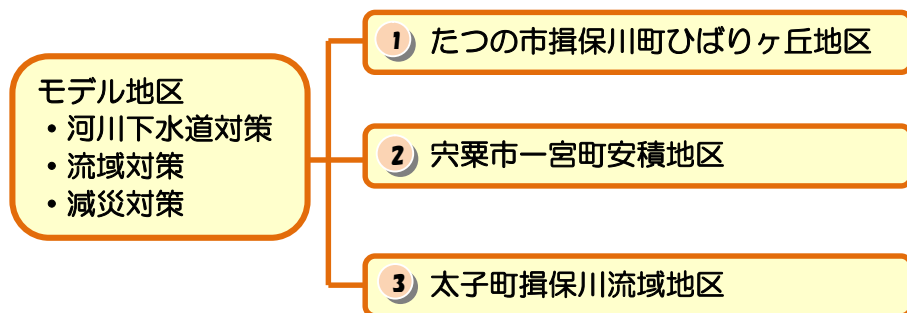 モデル地区
・河川下水道対策
・流域対策
・減災対策
1 たつの市揖保川町ひばりヶ丘地区
2 宍粟市一宮町安積地区
3 太子町揖保川流域地区